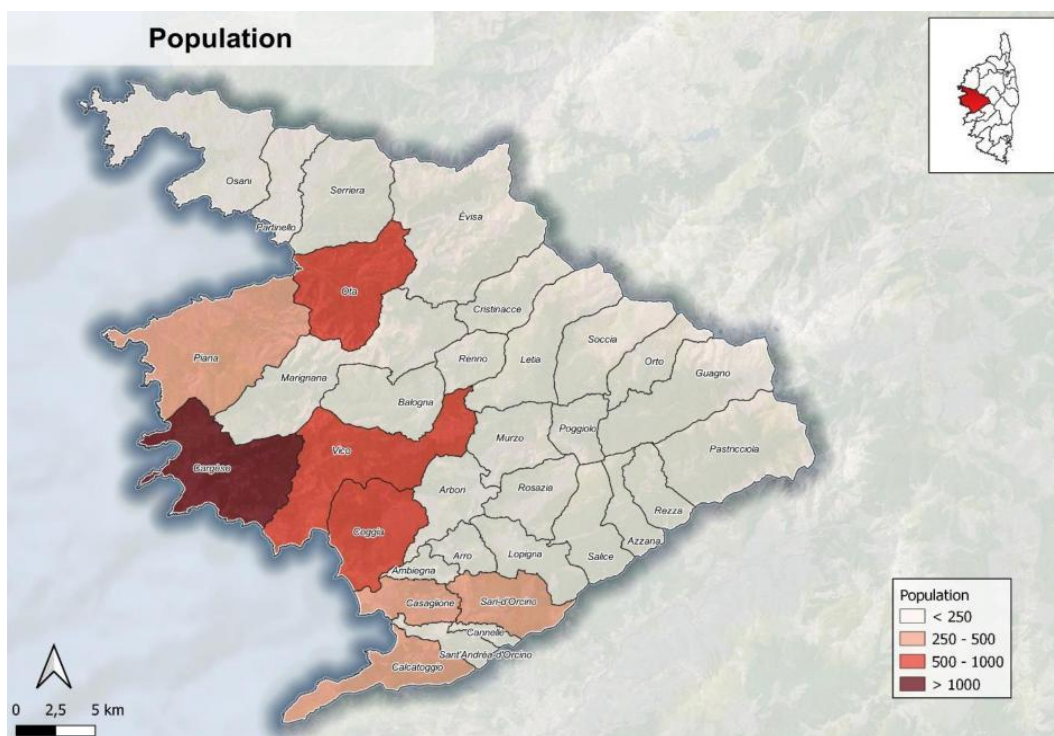 Population
Osani
Partinello
Serriera
Évisa
Ota
Cristinacce
Piana
Marignana
Renno
Letia
Soccia
Orto
Guagno
Balogna
Cargèse
Vico
Murzo
Poggiolo
Pastricciola
Arbori
Rosazia
Rezza
Coggia
Azzana
Ambiegna
Arro
Lopigna
Salice
Casaglione
San-d'Orcino
Cannelle
Sant'Andréa-d'Orcino
Calcatoggio
Population
< 250
250 - 500
500 - 1000
> 1000
0 2,5 5 km